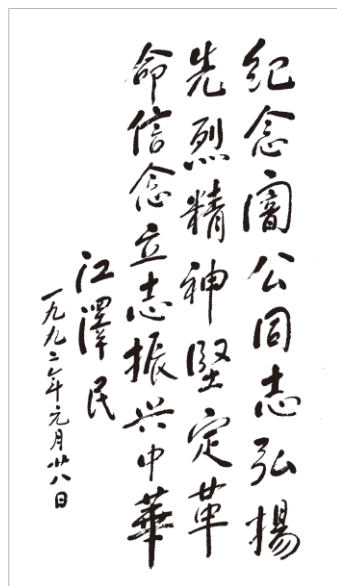 纪念闇公同志弘揚
先烈精神堅定革
命信念立志振兴中華
江澤民
一九九二年元月廿八日